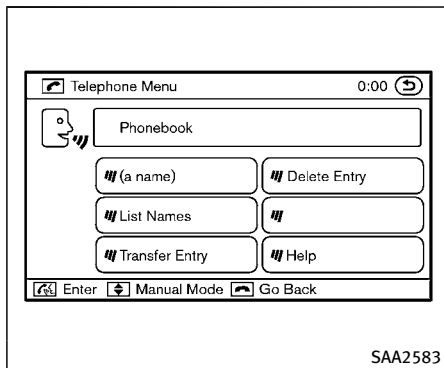 Telephone Menu 0:00
Phonebook
(a name) Delete Entry
List Names
Transfer Entry Help
Enter Manual Mode Go Back
SAA2583